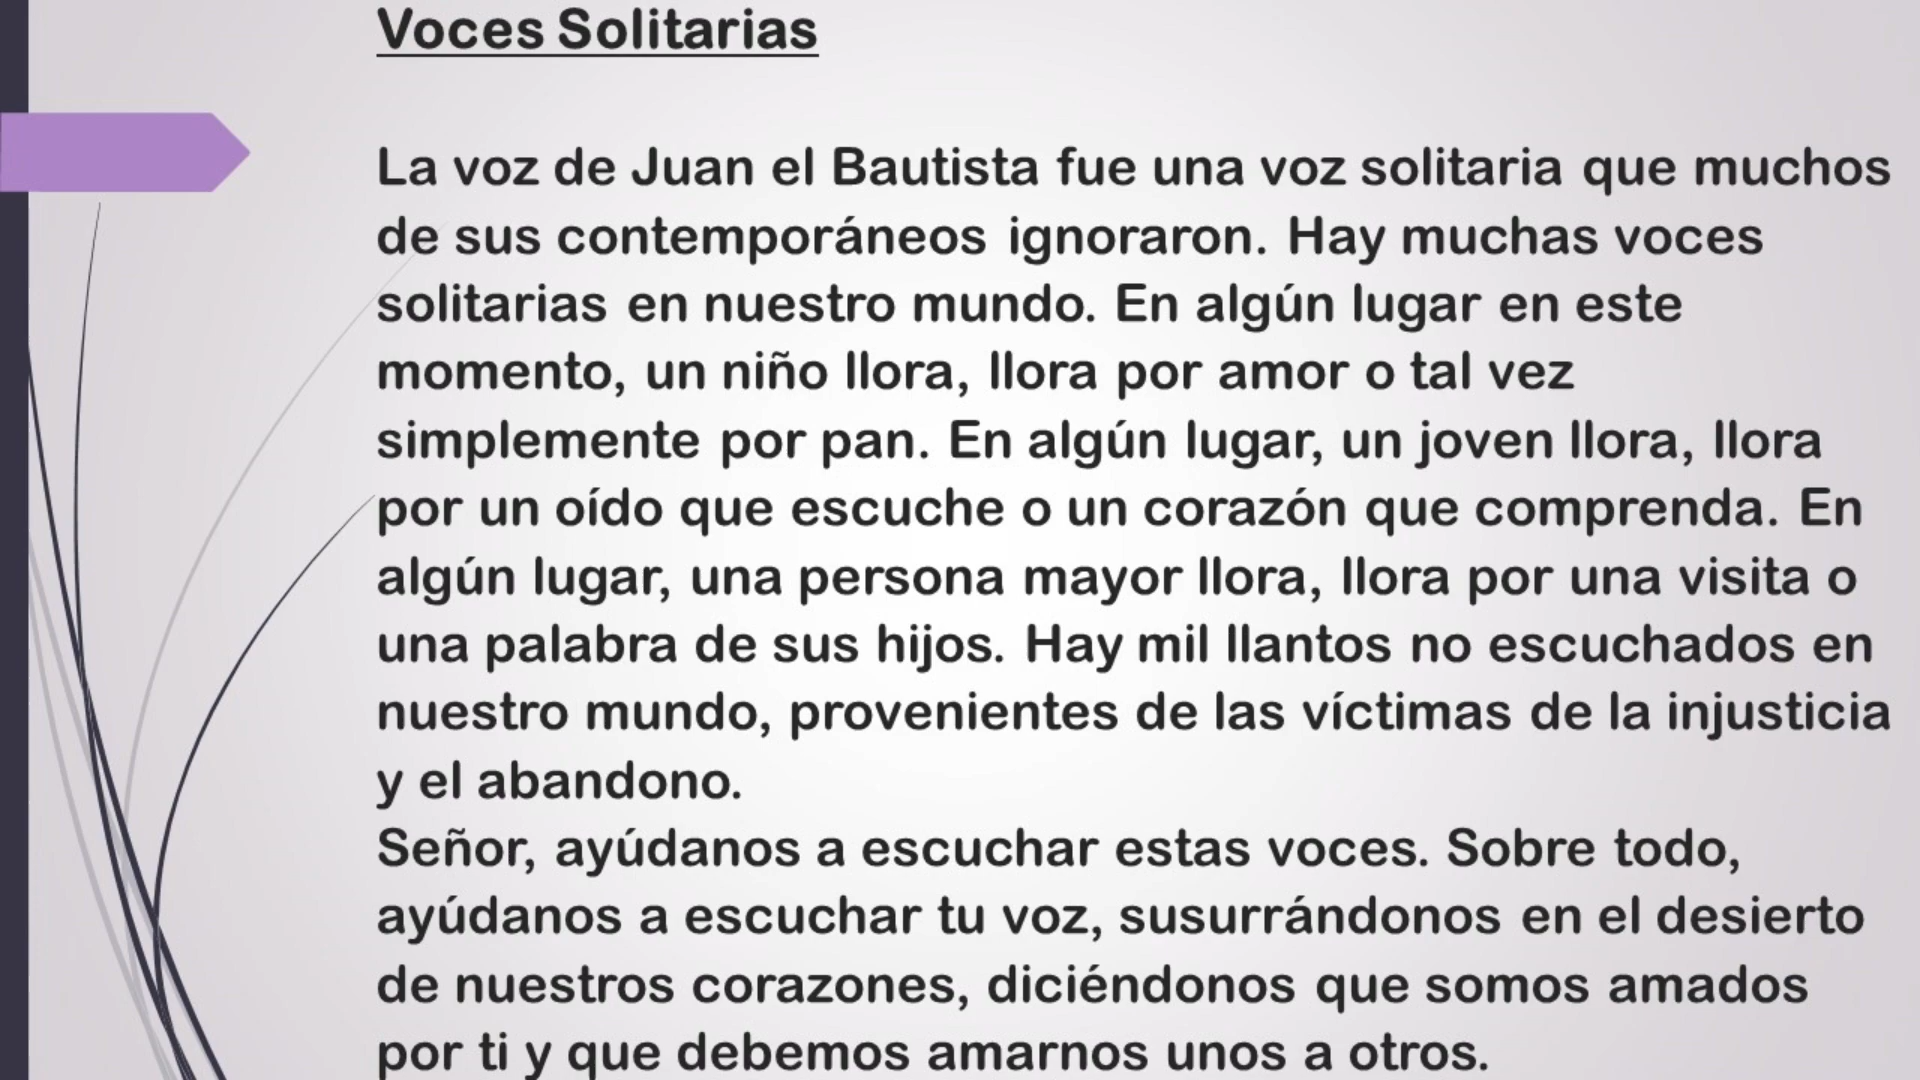 Voces Solitarias
La voz de Juan el Bautista fue una voz solitaria que muchos
de sus contemporáneos ignoraron. Hay muchas voces
solitarias en nuestro mundo. En algún lugar en este
momento, un niño llora, llora por amor o tal vez
simplemente por pan. En algún lugar, un joven llora, llora
por un oído que escuche o un corazón que comprenda. En
algún lugar, una persona mayor llora, llora por una visita o
una palabra de sus hijos. Hay mil llantos no escuchados en
nuestro mundo, provenientes de las víctimas de la injusticia
y el abandono.
Señor, ayúdanos a escuchar estas voces. Sobre todo,
ayúdanos a escuchar tu voz, susurrándonos en el desierto
de nuestros corazones, diciéndonos que somos amados
por ti y que debemos amarnos unos a otros.